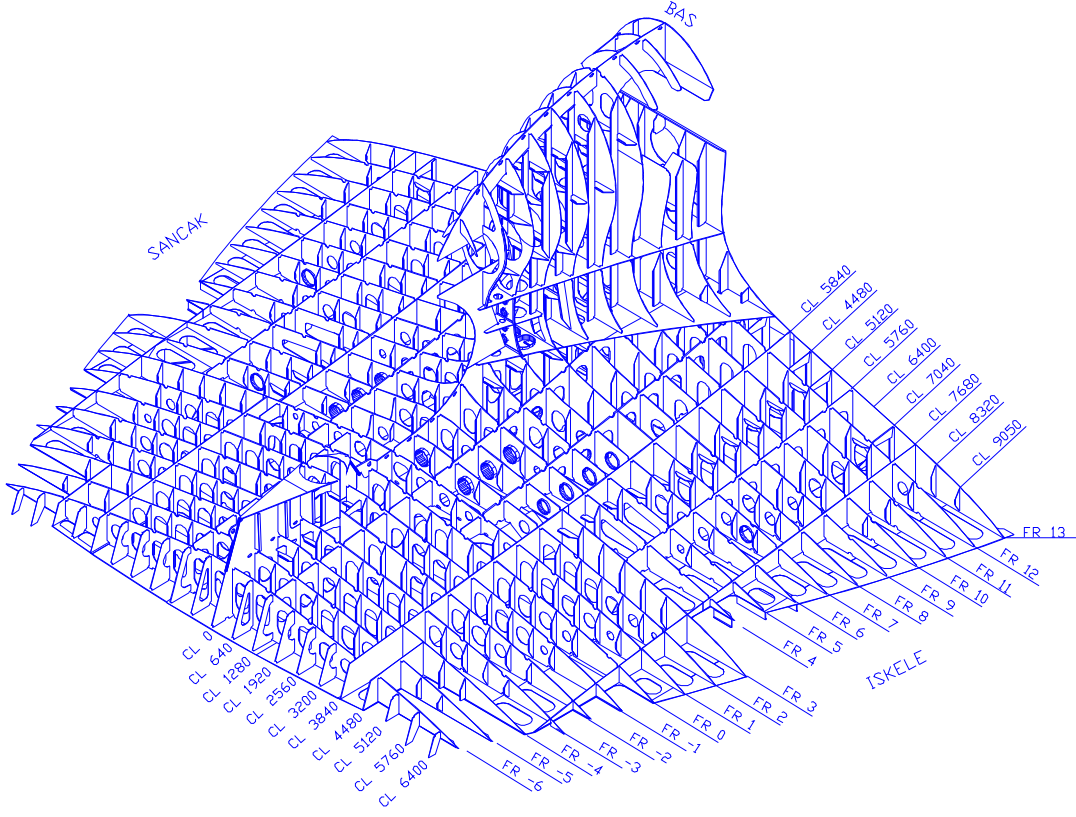 BAS
SANCAK
CL 5840
CL 4480
CL 5120
CL 5760
CL 6400
CL 7040
CL 7680
CL 8320
CL 9050
FR 13
FR 12
FR 11
FR 10
FR 9
FR 8
FR 7
FR 6
FR 5
FR 4
ISKELE
FR 3
FR 2
FR 1
FR 0
FR -1
FR -2
FR -3
FR -4
FR -5
FR -6
CL 0
CL 640
CL 1280
CL 1920
CL 2560
CL 3200
CL 3840
CL 4480
CL 5120
CL 5760
CL 6400